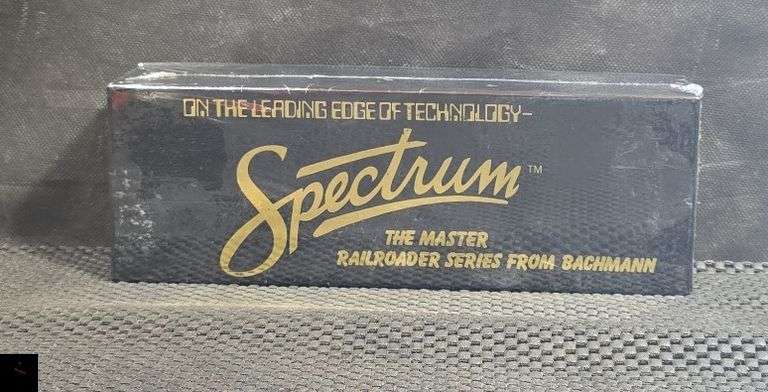 ON THE LEADING EDGE OF TECHNOLOGY-
Spectrum™
THE MASTER
RAILROADER SERIES FROM BACHMANN